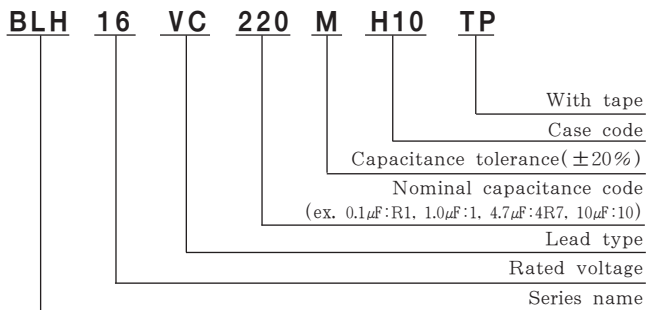 BLH 16 VC 220 M H10 TP
With tape
Case code
Capacitance tolerance(±20%)
Nominal capacitance code
(ex. 0.1μF:R1, 1.0μF:1, 4.7μF:4R7, 10μF:10)
Lead type
Rated voltage
Series name